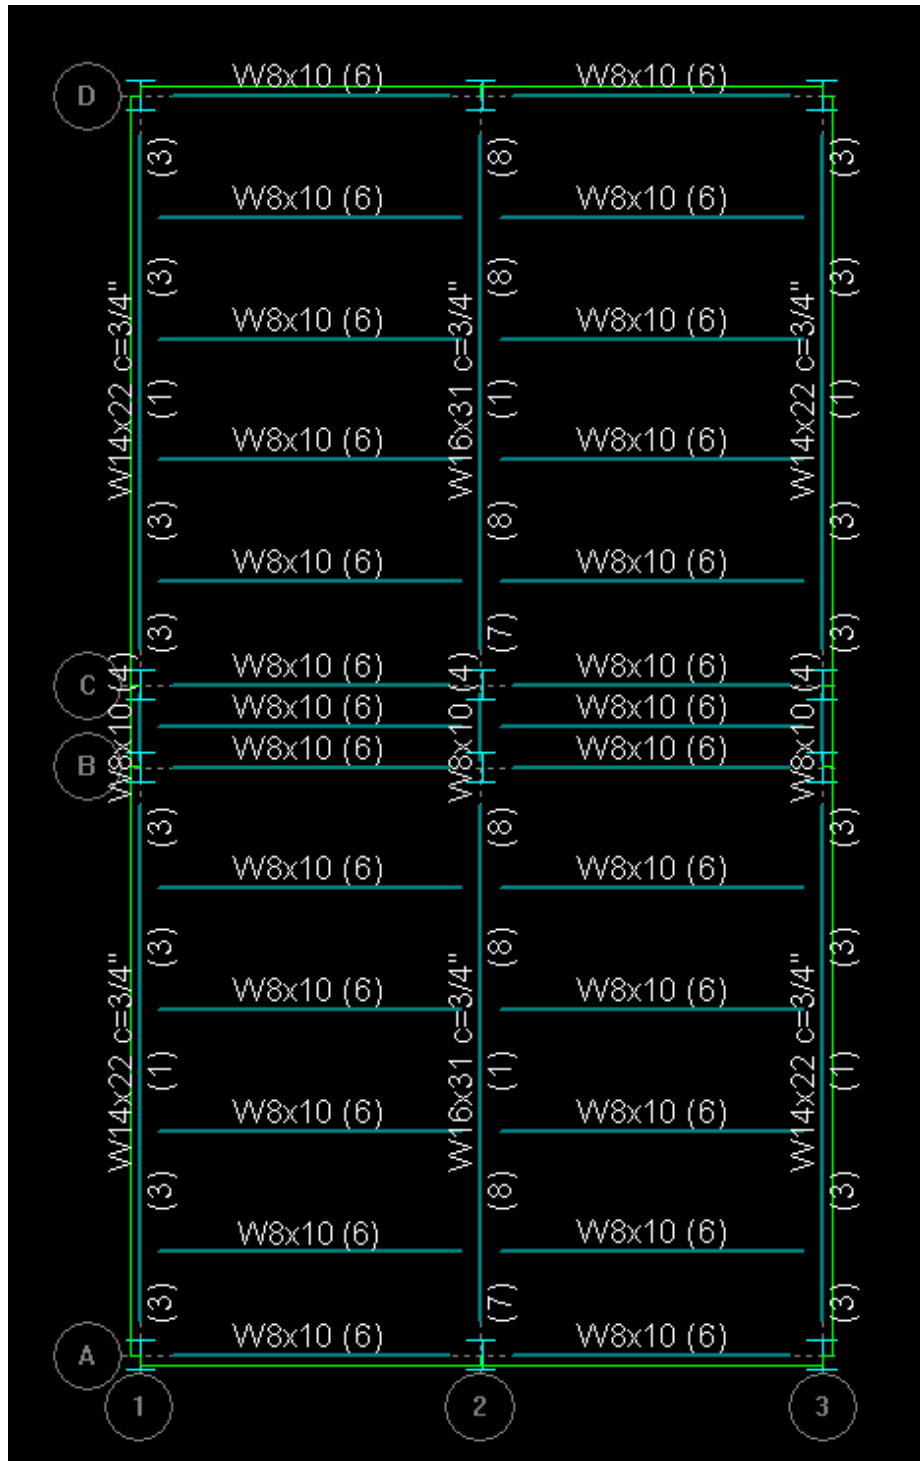 W8x10 (6) W8x10 (6)
D
(3) (8) (3)
W8x10 (6) W8x10 (6)
(3) (8) (3)
W8x10 (6) W8x10 (6)
W14x22 c=3/4" W16x31 c=3/4" W14x22 c=3/4"
(1) (1) (1)
W8x10 (6) W8x10 (6)
(3) (8) (3)
W8x10 (6) W8x10 (6)
(3) (7) (3)
W8x10 (6) W8x10 (6)
C
W8x10 (4) W8x10 (4) W8x10 (4)
W8x10 (6) W8x10 (6)
W8x10 (6) W8x10 (6)
B
(3) (8) (3)
W8x10 (6) W8x10 (6)
(3) (8) (3)
W8x10 (6) W8x10 (6)
W14x22 c=3/4" W16x31 c=3/4" W14x22 c=3/4"
(1) (1) (1)
W8x10 (6) W8x10 (6)
(3) (8) (3)
W8x10 (6) W8x10 (6)
(3) (7) (3)
W8x10 (6) W8x10 (6)
A
1 2 3